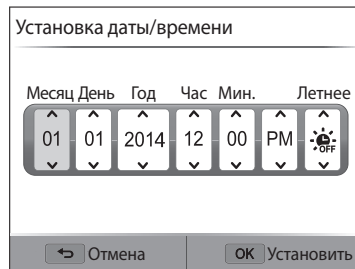 Установка даты/времени
Месяц День Год Час Мин. Летнее
01 01 2014 12 00 PM OFF
Отмена OK Установить